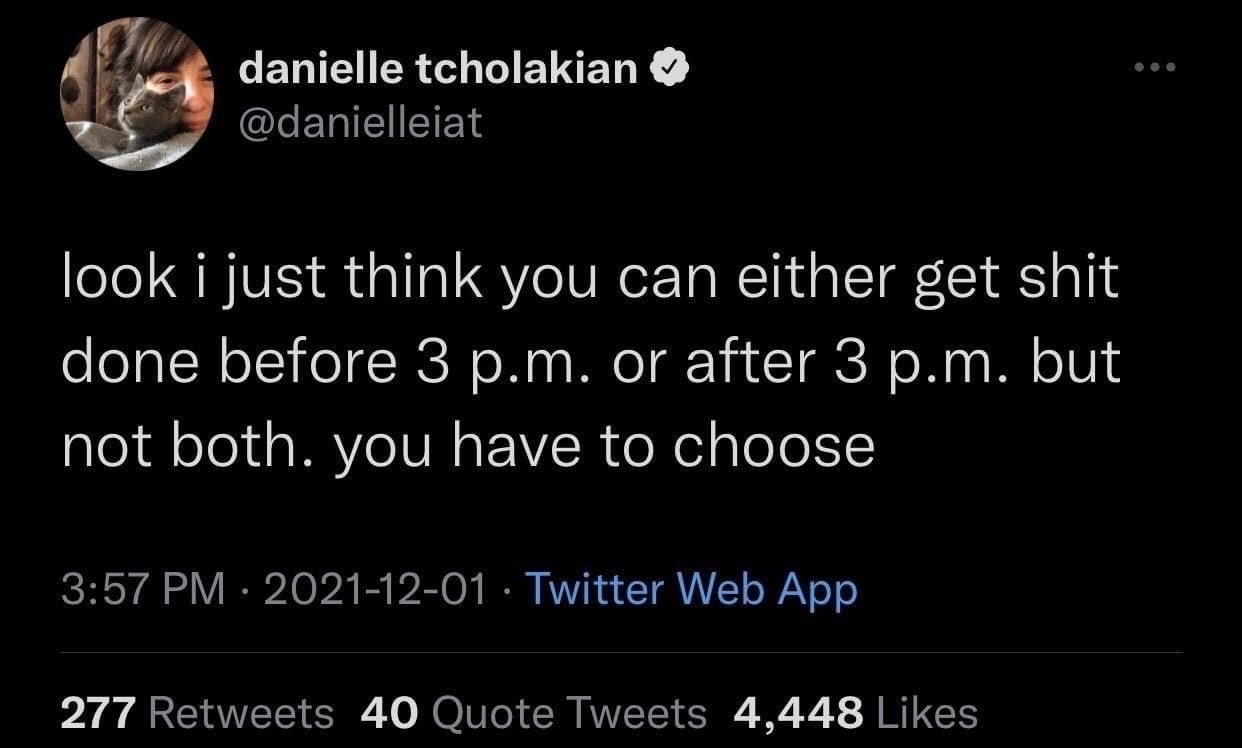 danielle tcholakian
@danielleiat
look i just think you can either get shit
done before 3 p.m. or after 3 p.m. but
not both. you have to choose
3:57 PM · 2021-12-01 · Twitter Web App
277 Retweets 40 Quote Tweets 4,448 Likes